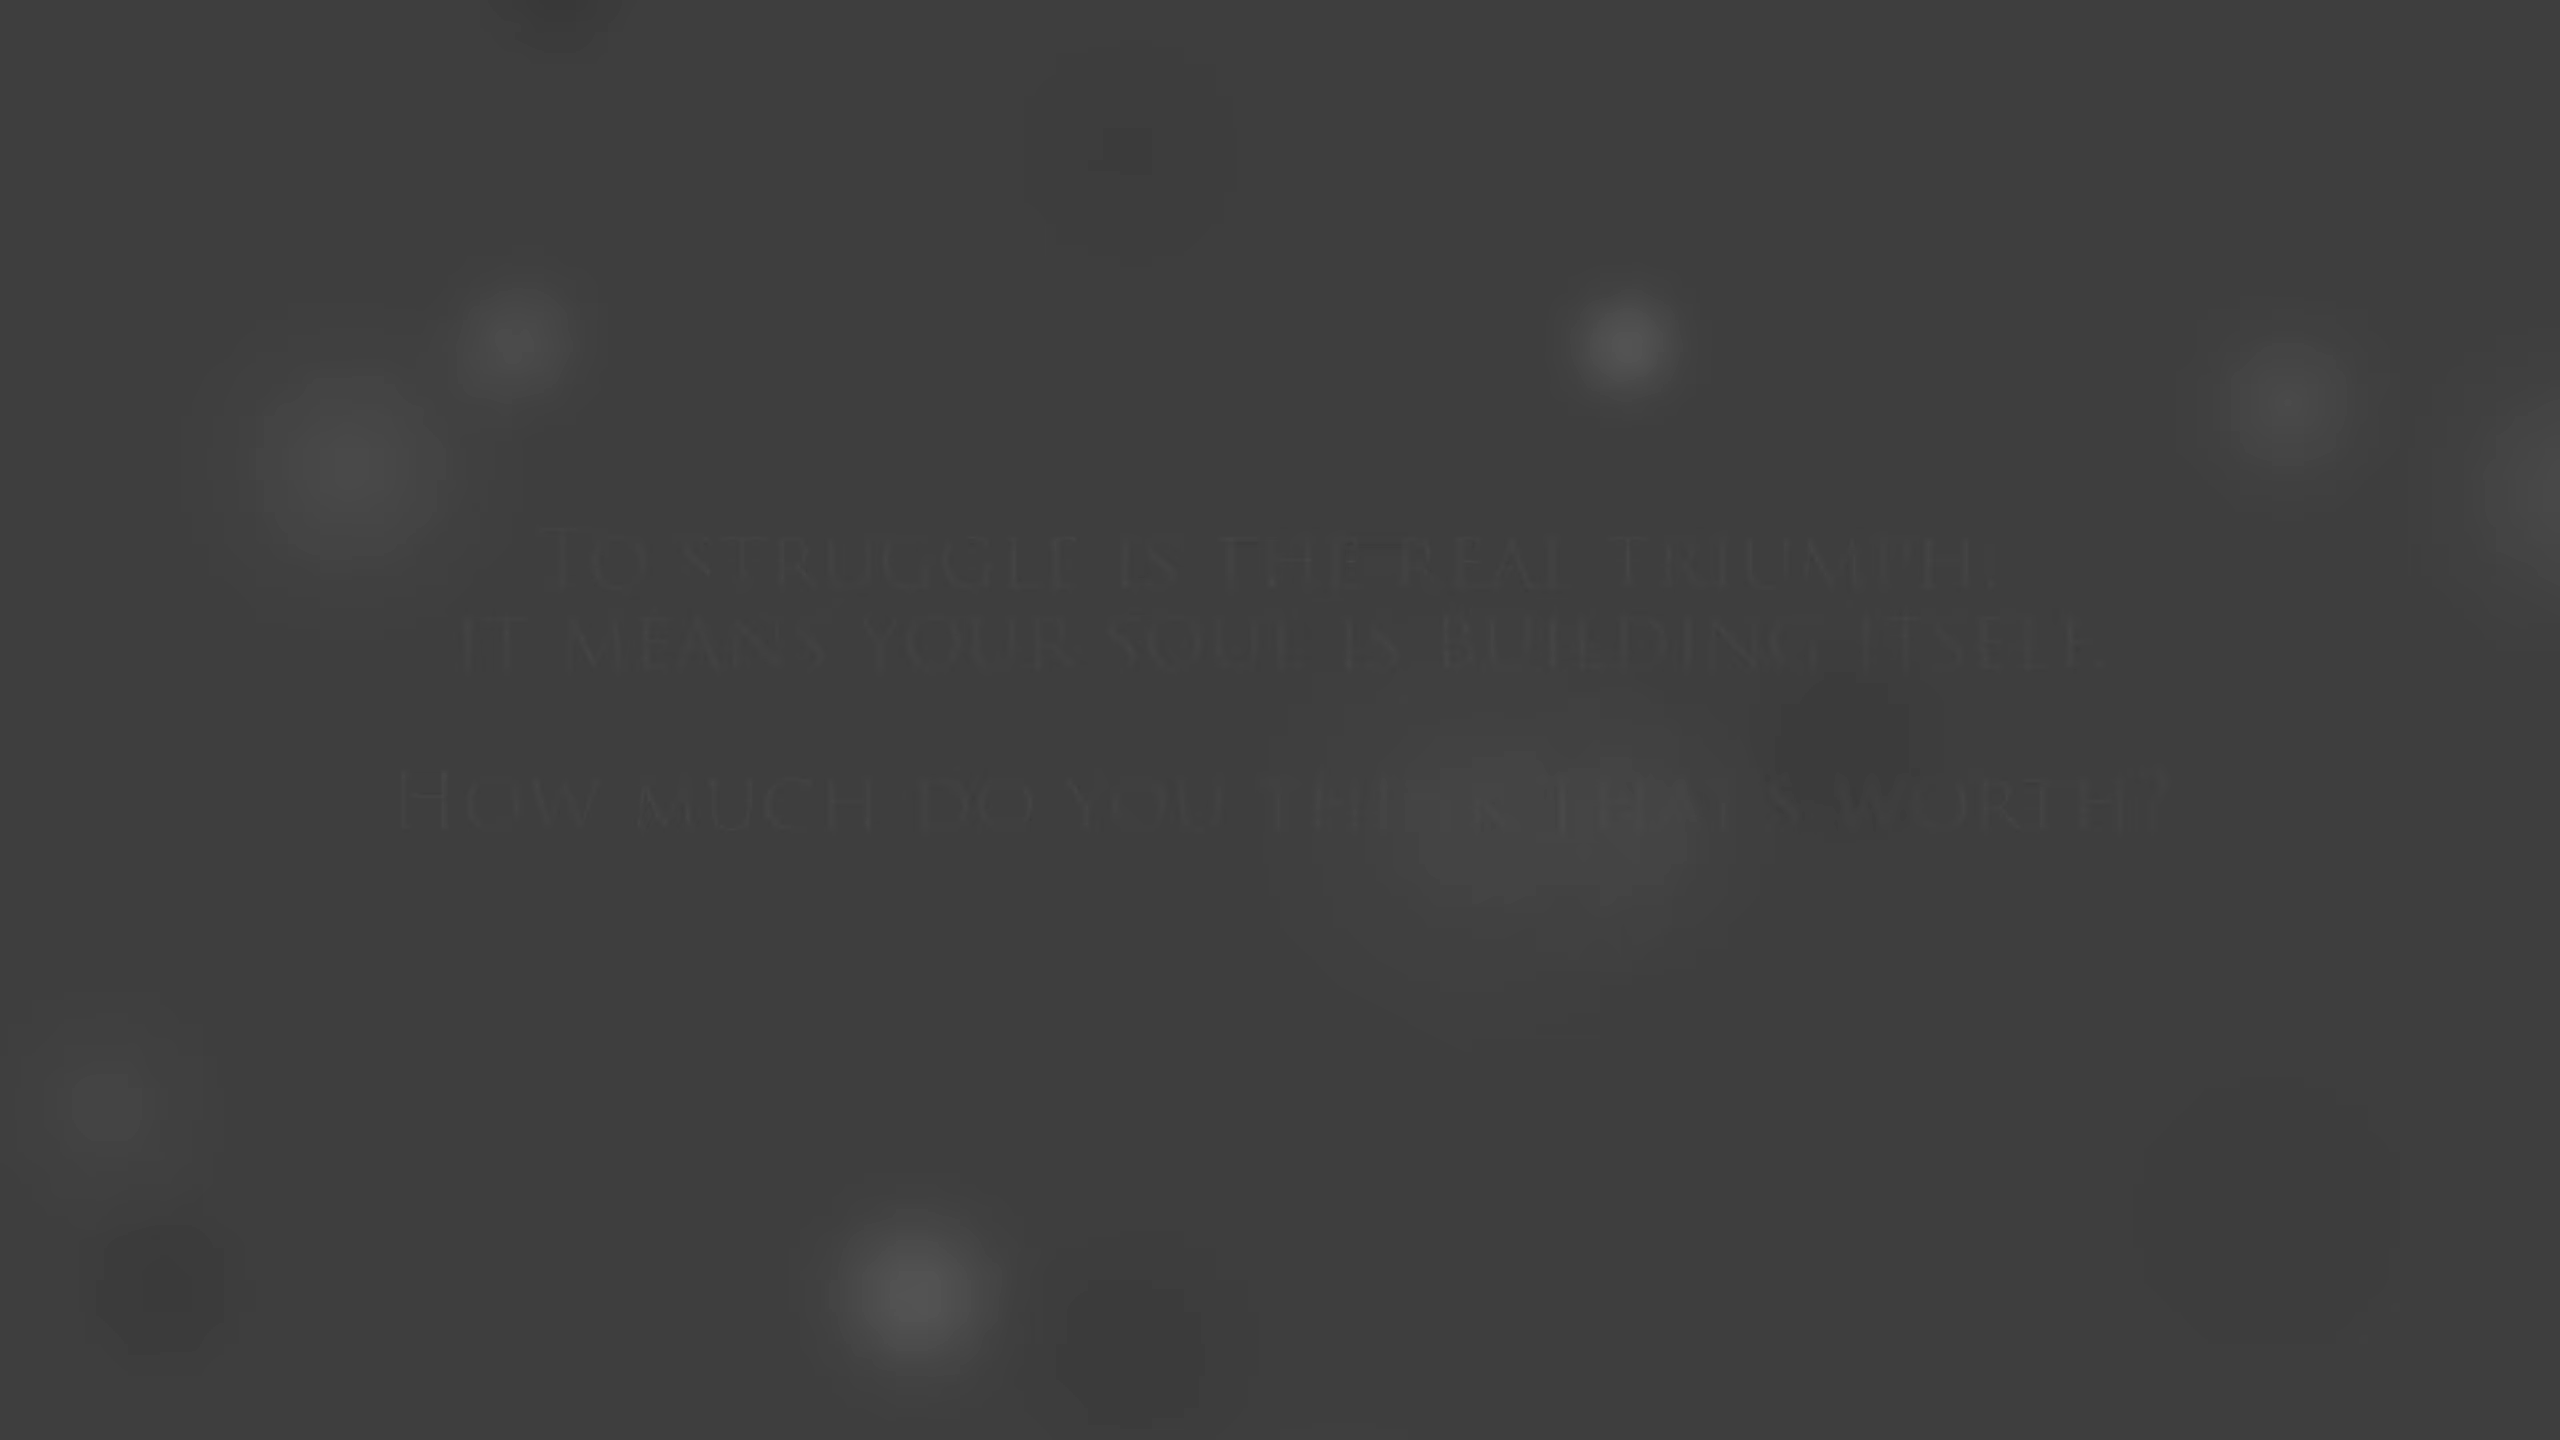 To struggle is the real triumph!
It means your soul is building itself.
How much do you think that's worth?